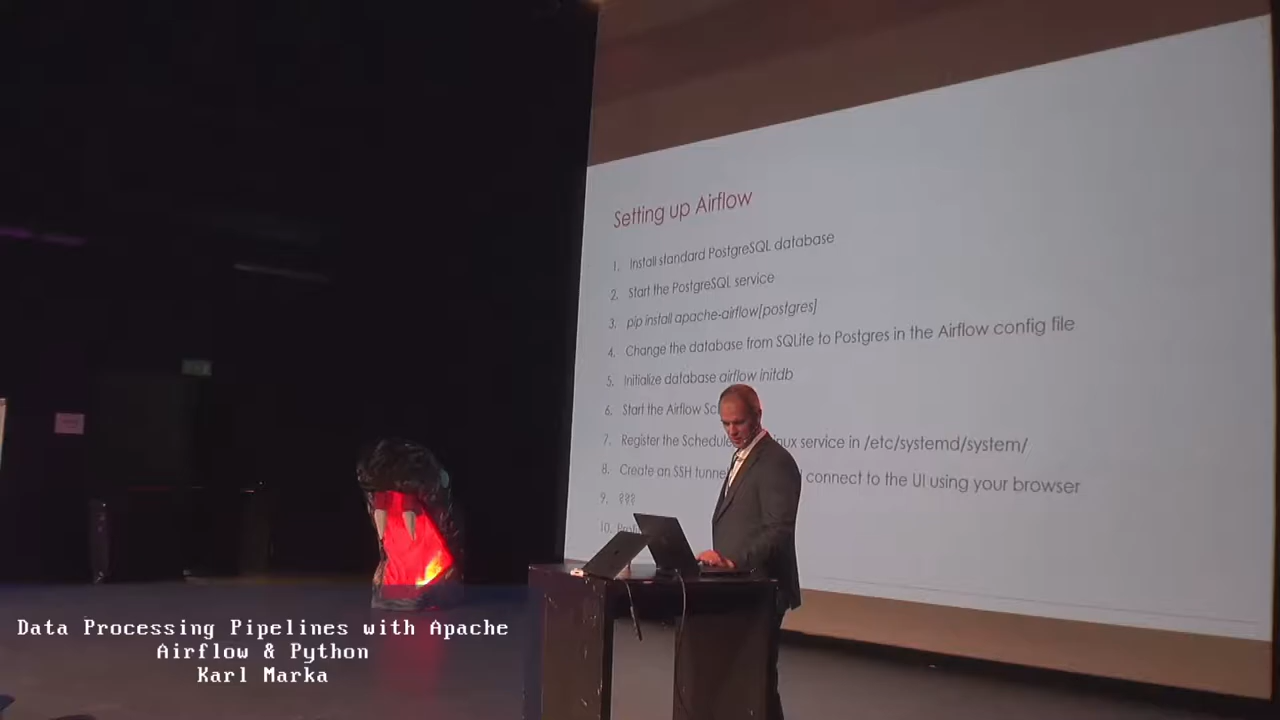 Setting up Airflow
1. Install standard PostgreSQL database
2. Start the PostgreSQL service
3. pip install apache-airflow[postgres]
4. Change the database from SQLite to Postgres in the Airflow config file
5. Initialize database airflow initdb
6. Start the Airflow Sc
7. Register the Schedule inux service in /etc/systemd/system/
8. Create an SSH tunne connect to the UI using your browser
9. ???
10. Profi
Data Processing Pipelines with Apache
Airflow & Python
Karl Marka